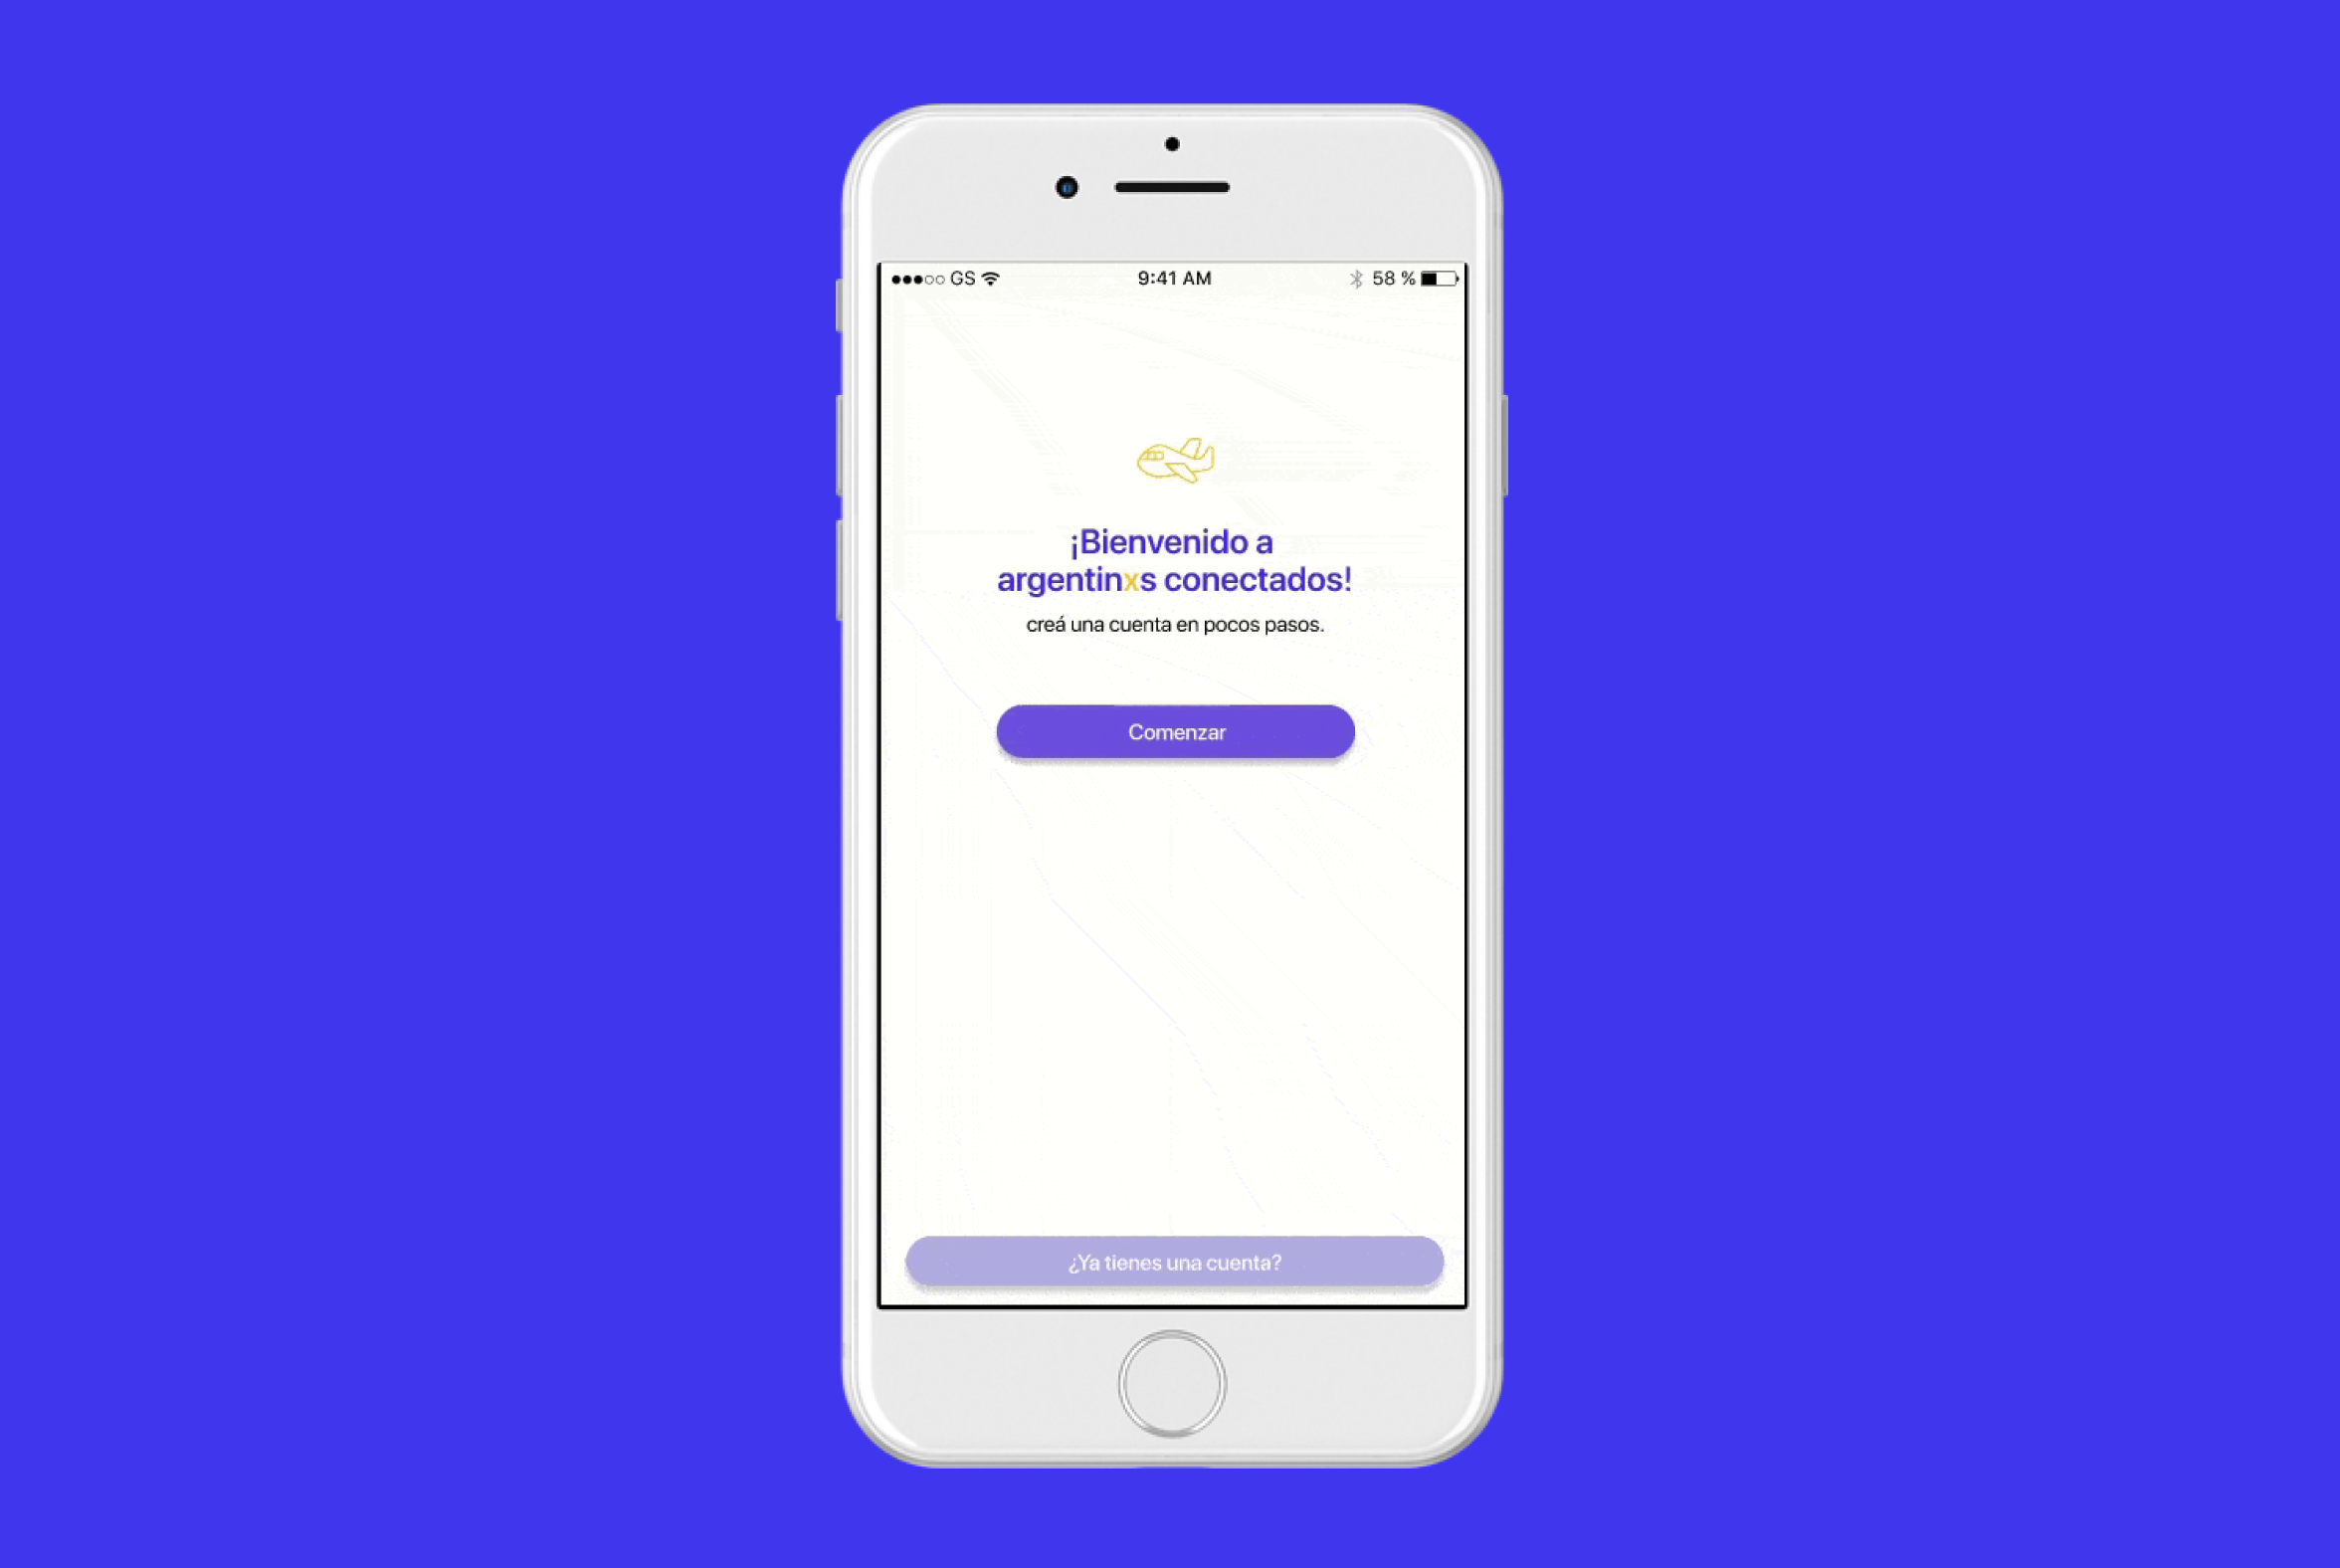 GS 9:41 AM 58 %
¡Bienvenido a
argentinxs conectados!
creá una cuenta en pocos pasos.
Comenzar
¿Ya tienes una cuenta?